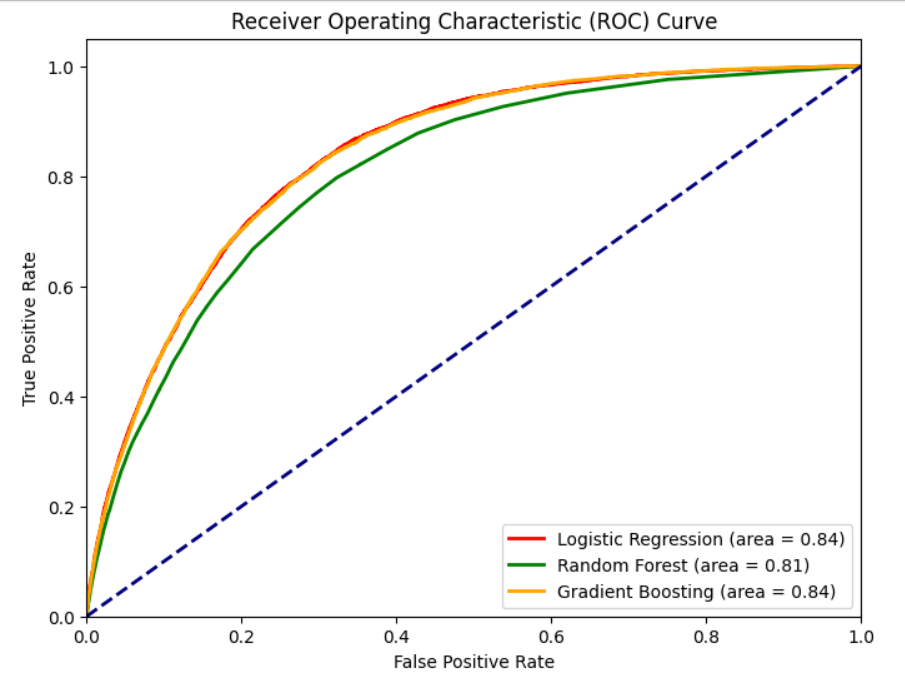 Receiver Operating Characteristic (ROC) Curve
1.0
0.8
0.6
0.4
0.2
0.0
True Positive Rate
Logistic Regression (area = 0.84)
Random Forest (area = 0.81)
Gradient Boosting (area = 0.84)
0.0 0.2 0.4 0.6 0.8 1.0
False Positive Rate